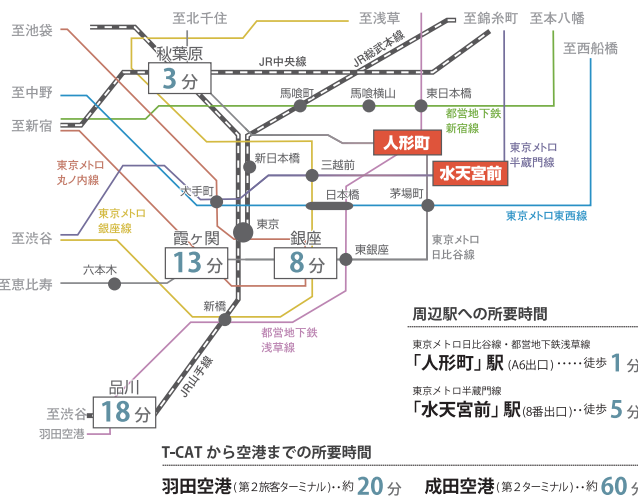 至池袋
至北千住
至浅草
至錦糸町
至本八幡
秋葉原
3分
JR中央線
JR総武本線
至西船橋
至中野
馬喰町
馬喰横山
東日本橋
都営地下鉄
新宿線
至新宿
人形町
東京メトロ
半蔵門線
東京メトロ
丸ノ内線
新日本橋
三越前
水天宮前
大手町
日本橋
茅場町
東京メトロ
銀座線
東京メトロ東西線
東京
至渋谷
霞ヶ関
13分
銀座
8分
東銀座
東京メトロ
日比谷線
六本木
至恵比寿
新橋
都営地下鉄
浅草線
JR山手線
品川
18分
至渋谷
羽田空港
周辺駅への所要時間
東京メトロ日比谷線・都営地下鉄浅草線
「人形町」駅(A6出口)・・・・・徒歩 1分
東京メトロ半蔵門線
「水天宮前」駅(8番出口)・・徒歩 5分
T-CATから空港までの所要時間
羽田空港(第2旅客ターミナル)・・約20分
成田空港(第2ターミナル)・・約60分